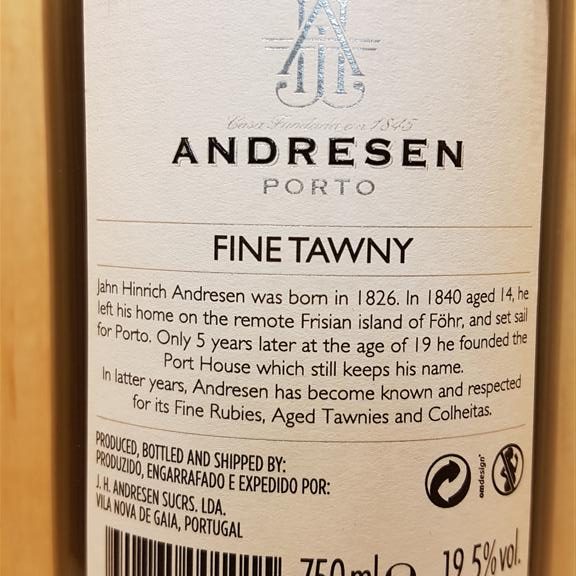 Casa Fundada em 1845
ANDRESEN
PORTO
FINE TAWNY
Jahn Hinrich Andresen was born in 1826. In 1840 aged 14, he
left his home on the remote Frisian island of Föhr, and set sail
for Porto. Only 5 years later at the age of 19 he founded the
Port House which still keeps his name.
In latter years, Andresen has become known and respected
for its Fine Rubies, Aged Tawnies and Colheitas.
PRODUCED, BOTTLED AND SHIPPED BY:
PRODUZIDO, ENGARRAFADO E EXPEDIDO POR:
J. H. ANDRESEN SUCRS. LDA.
VILA NOVA DE GAIA, PORTUGAL
omdesign
750 ml e 19,5% vol.